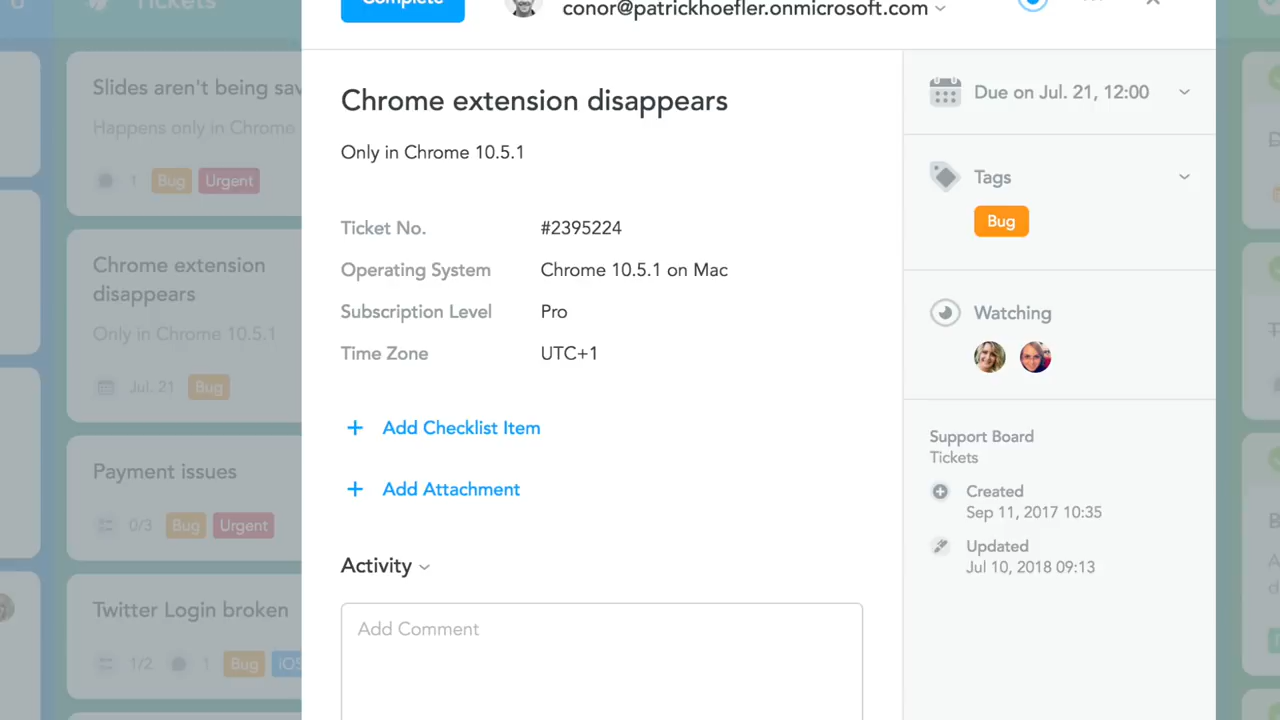 Tickets
Complete
conor@patrickhoefler.onmicrosoft.com
Slides aren't being sav
Happens only in Chrome
1
Bug
Urgent
Chrome extension
disappears
Only in Chrome 10.5.1
Jul. 21
Bug
Payment issues
0/3
Bug
Urgent
Twitter Login broken
1/2
1
Bug
iOS
Chrome extension disappears
Only in Chrome 10.5.1
Ticket No. #2395224
Operating System Chrome 10.5.1 on Mac
Subscription Level Pro
Time Zone UTC+1
+ Add Checklist Item
+ Add Attachment
Activity
Add Comment
Due on Jul. 21, 12:00
Tags
Bug
Watching
Support Board
Tickets
Created
Sep 11, 2017 10:35
Updated
Jul 10, 2018 09:13